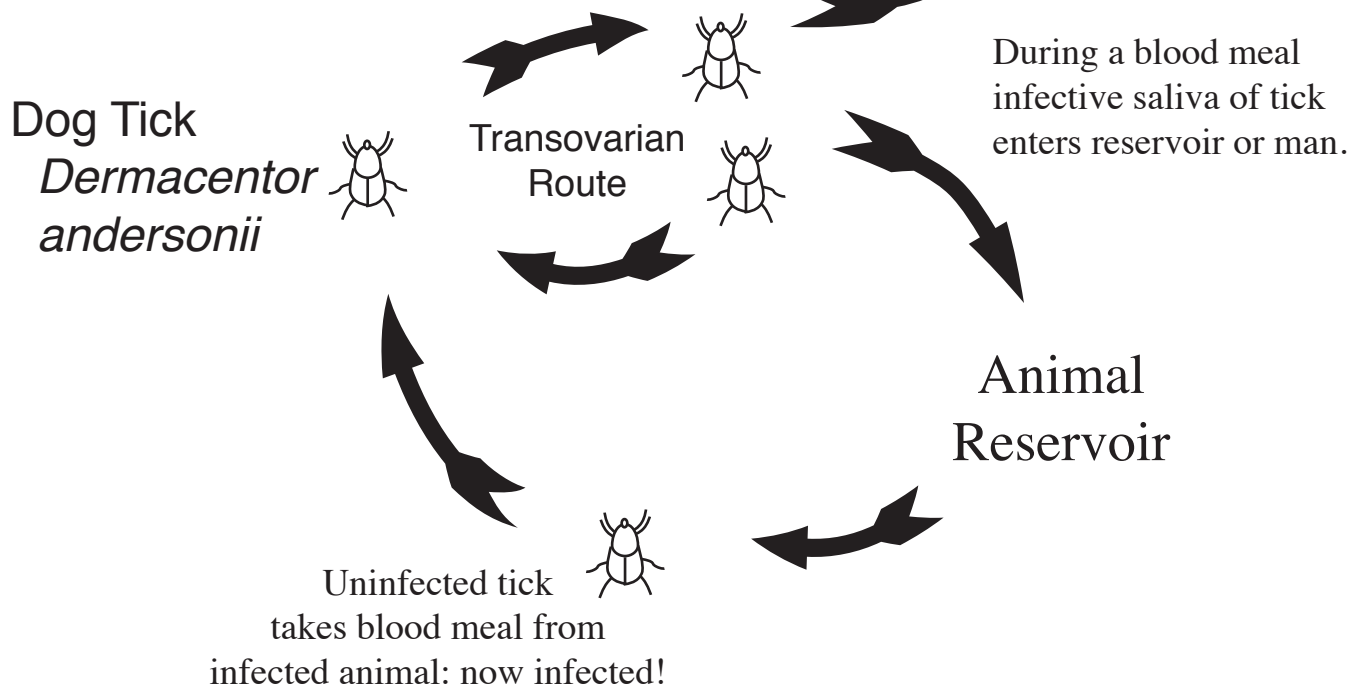 During a blood meal
infective saliva of tick
enters reservoir or man.
Dog Tick
Dermacentor
andersonii
Transovarian
Route
Animal
Reservoir
Uninfected tick
takes blood meal from
infected animal: now infected!